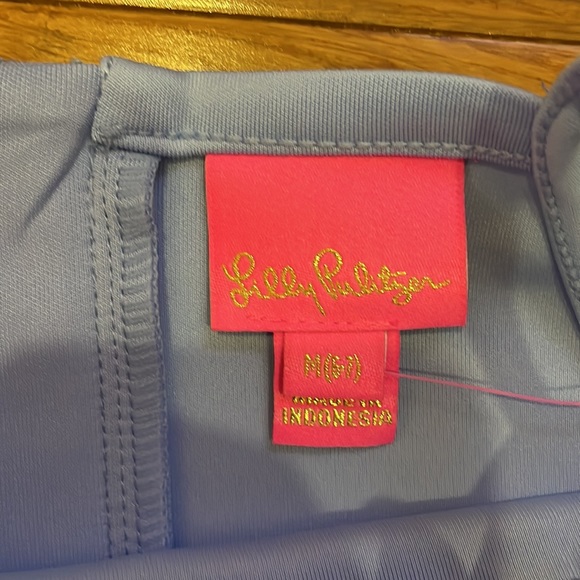 Lilly Pulitzer
M(6-7)
MADE IN
INDONESIA